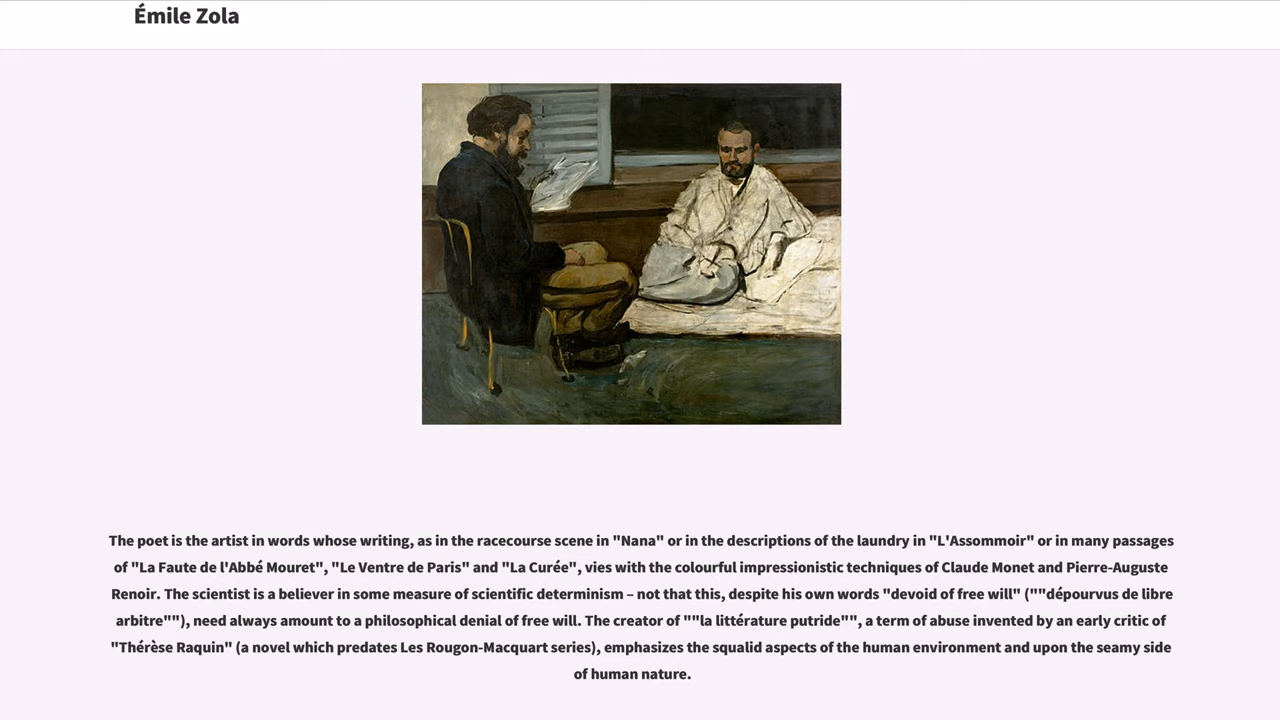 Émile Zola
The poet is the artist in words whose writing, as in the racecourse scene in "Nana" or in the descriptions of the laundry in "L'Assommoir" or in many passages
of "La Faute de l'Abbé Mouret", "Le Ventre de Paris" and "La Curée", vies with the colourful impressionistic techniques of Claude Monet and Pierre-Auguste
Renoir. The scientist is a believer in some measure of scientific determinism – not that this, despite his own words "devoid of free will" (""dépourvus de libre
arbitre""), need always amount to a philosophical denial of free will. The creator of ""la littérature putride"", a term of abuse invented by an early critic of
"Thérèse Raquin" (a novel which predates Les Rougon-Macquart series), emphasizes the squalid aspects of the human environment and upon the seamy side
of human nature.